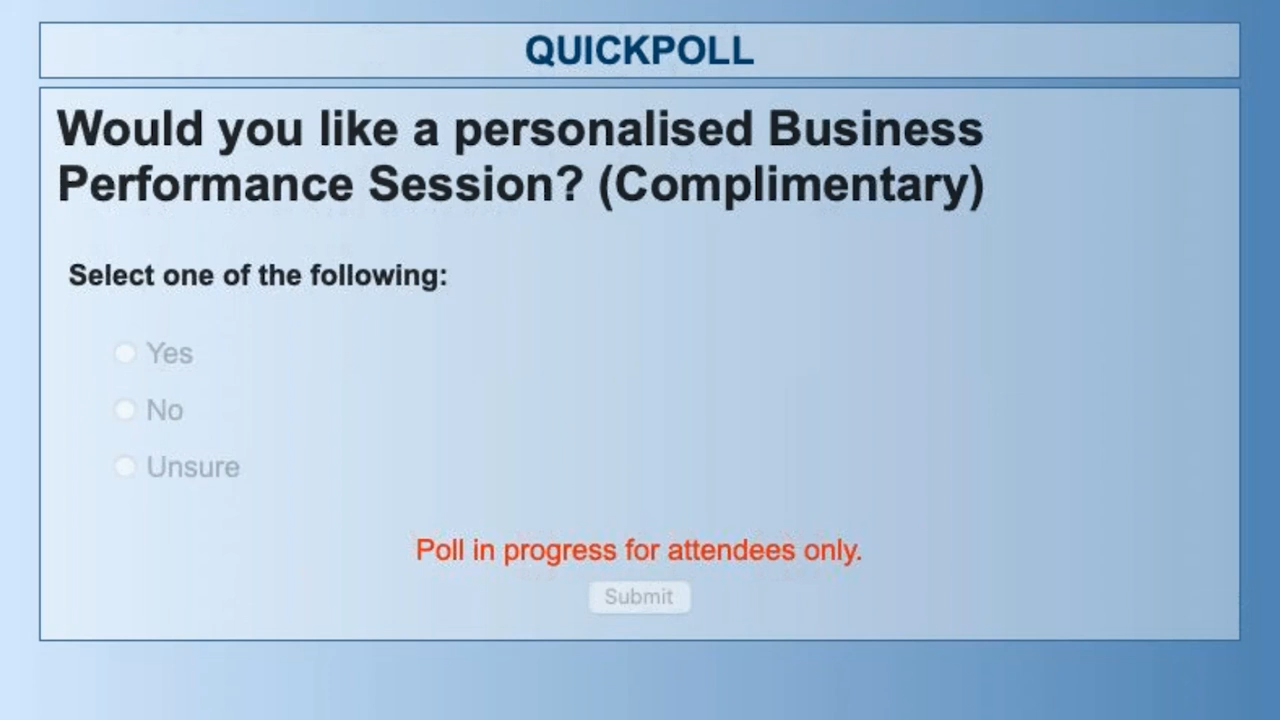 QUICKPOLL
Would you like a personalised Business
Performance Session? (Complimentary)
Select one of the following:
Yes
No
Unsure
Poll in progress for attendees only.
Submit